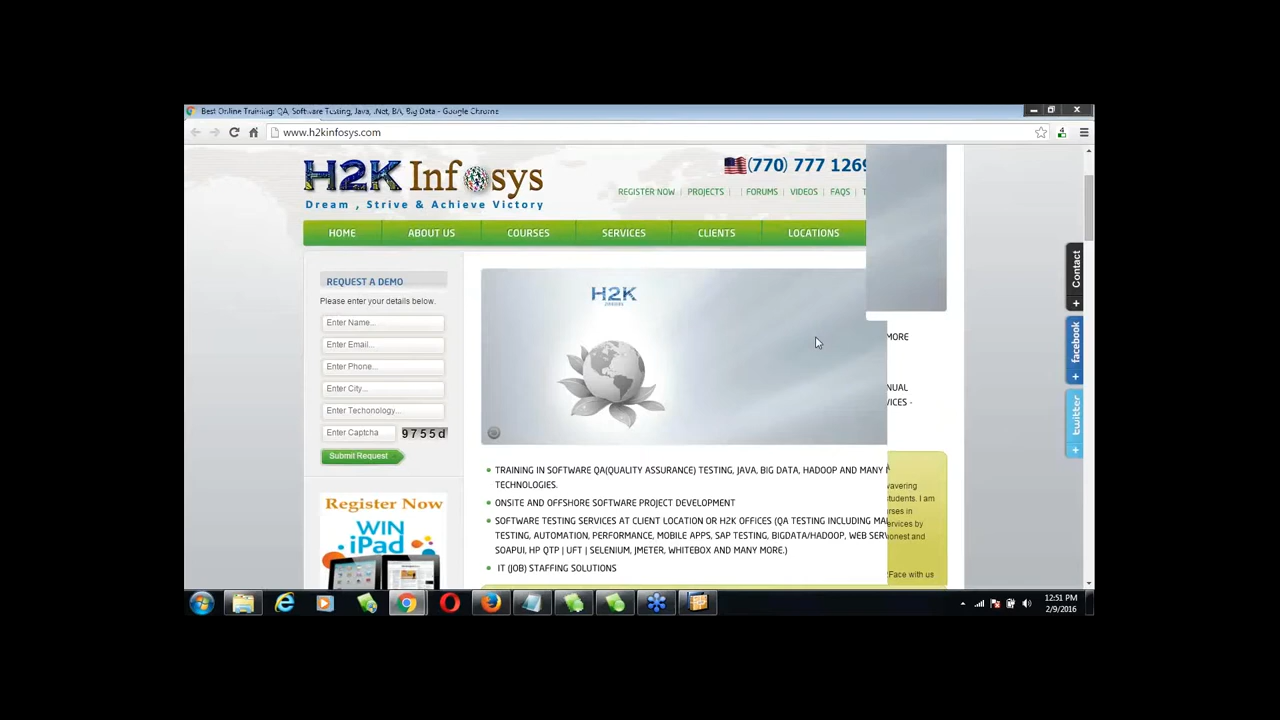 Best Online Training: QA, Software Testing, Java, .Net, BA, Big Data - Google Chrome
www.h2kinfosys.com
4
H2K Infosys
Dream , Strive & Achieve Victory
(770) 777 1269
REGISTER NOW | PROJECTS | | FORUMS | VIDEOS | FAQS | T
HOME ABOUT US COURSES SERVICES CLIENTS LOCATIONS
REQUEST A DEMO
Please enter your details below.
Enter Name...
Enter Email...
Enter Phone...
Enter City...
Enter Techonology...
Enter Captcha 9755d
Submit Request
Register Now
WIN
iPad
H2K
MORE
NUAL
VICES -
TRAINING IN SOFTWARE QA(QUALITY ASSURANCE) TESTING, JAVA, BIG DATA, HADOOP AND MANY
TECHNOLOGIES.
ONSITE AND OFFSHORE SOFTWARE PROJECT DEVELOPMENT
SOFTWARE TESTING SERVICES AT CLIENT LOCATION OR H2K OFFICES (QA TESTING INCLUDING MA
TESTING, AUTOMATION, PERFORMANCE, MOBILE APPS, SAP TESTING, BIGDATA/HADOOP, WEB SERV
SOAPUI, HP QTP | UFT | SELENIUM, JMETER, WHITEBOX AND MANY MORE.)
IT (JOB) STAFFING SOLUTIONS
wavering
students. I am
urses in
ervices by
onest and
Face with us
Contact +
facebook +
twitter +
12:51 PM
2/9/2016